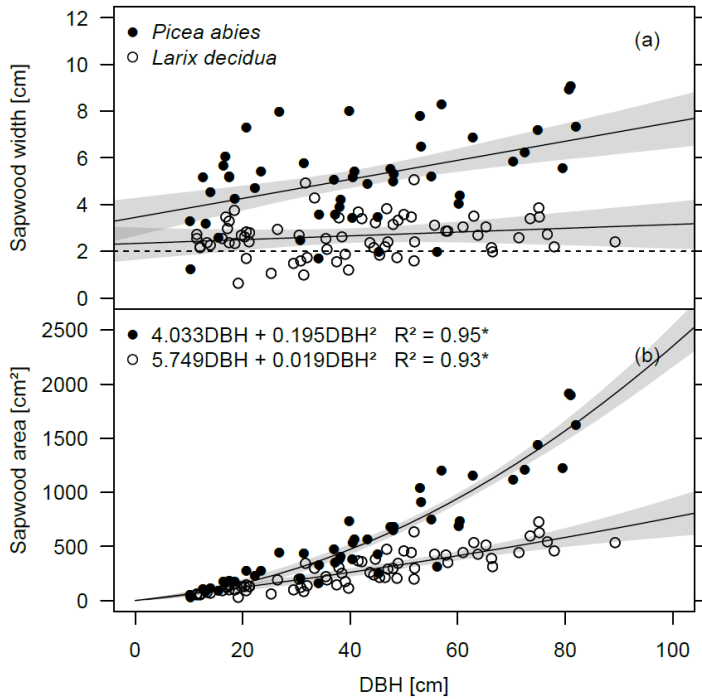 12
10
8
6
4
2
0
Sapwood width [cm]
Picea abies
Larix decidua
(a)
2500
2000
1500
1000
500
0
Sapwood area [cm²]
4.033DBH + 0.195DBH² R² = 0.95*
5.749DBH + 0.019DBH² R² = 0.93*
(b)
0 20 40 60 80 100
DBH [cm]